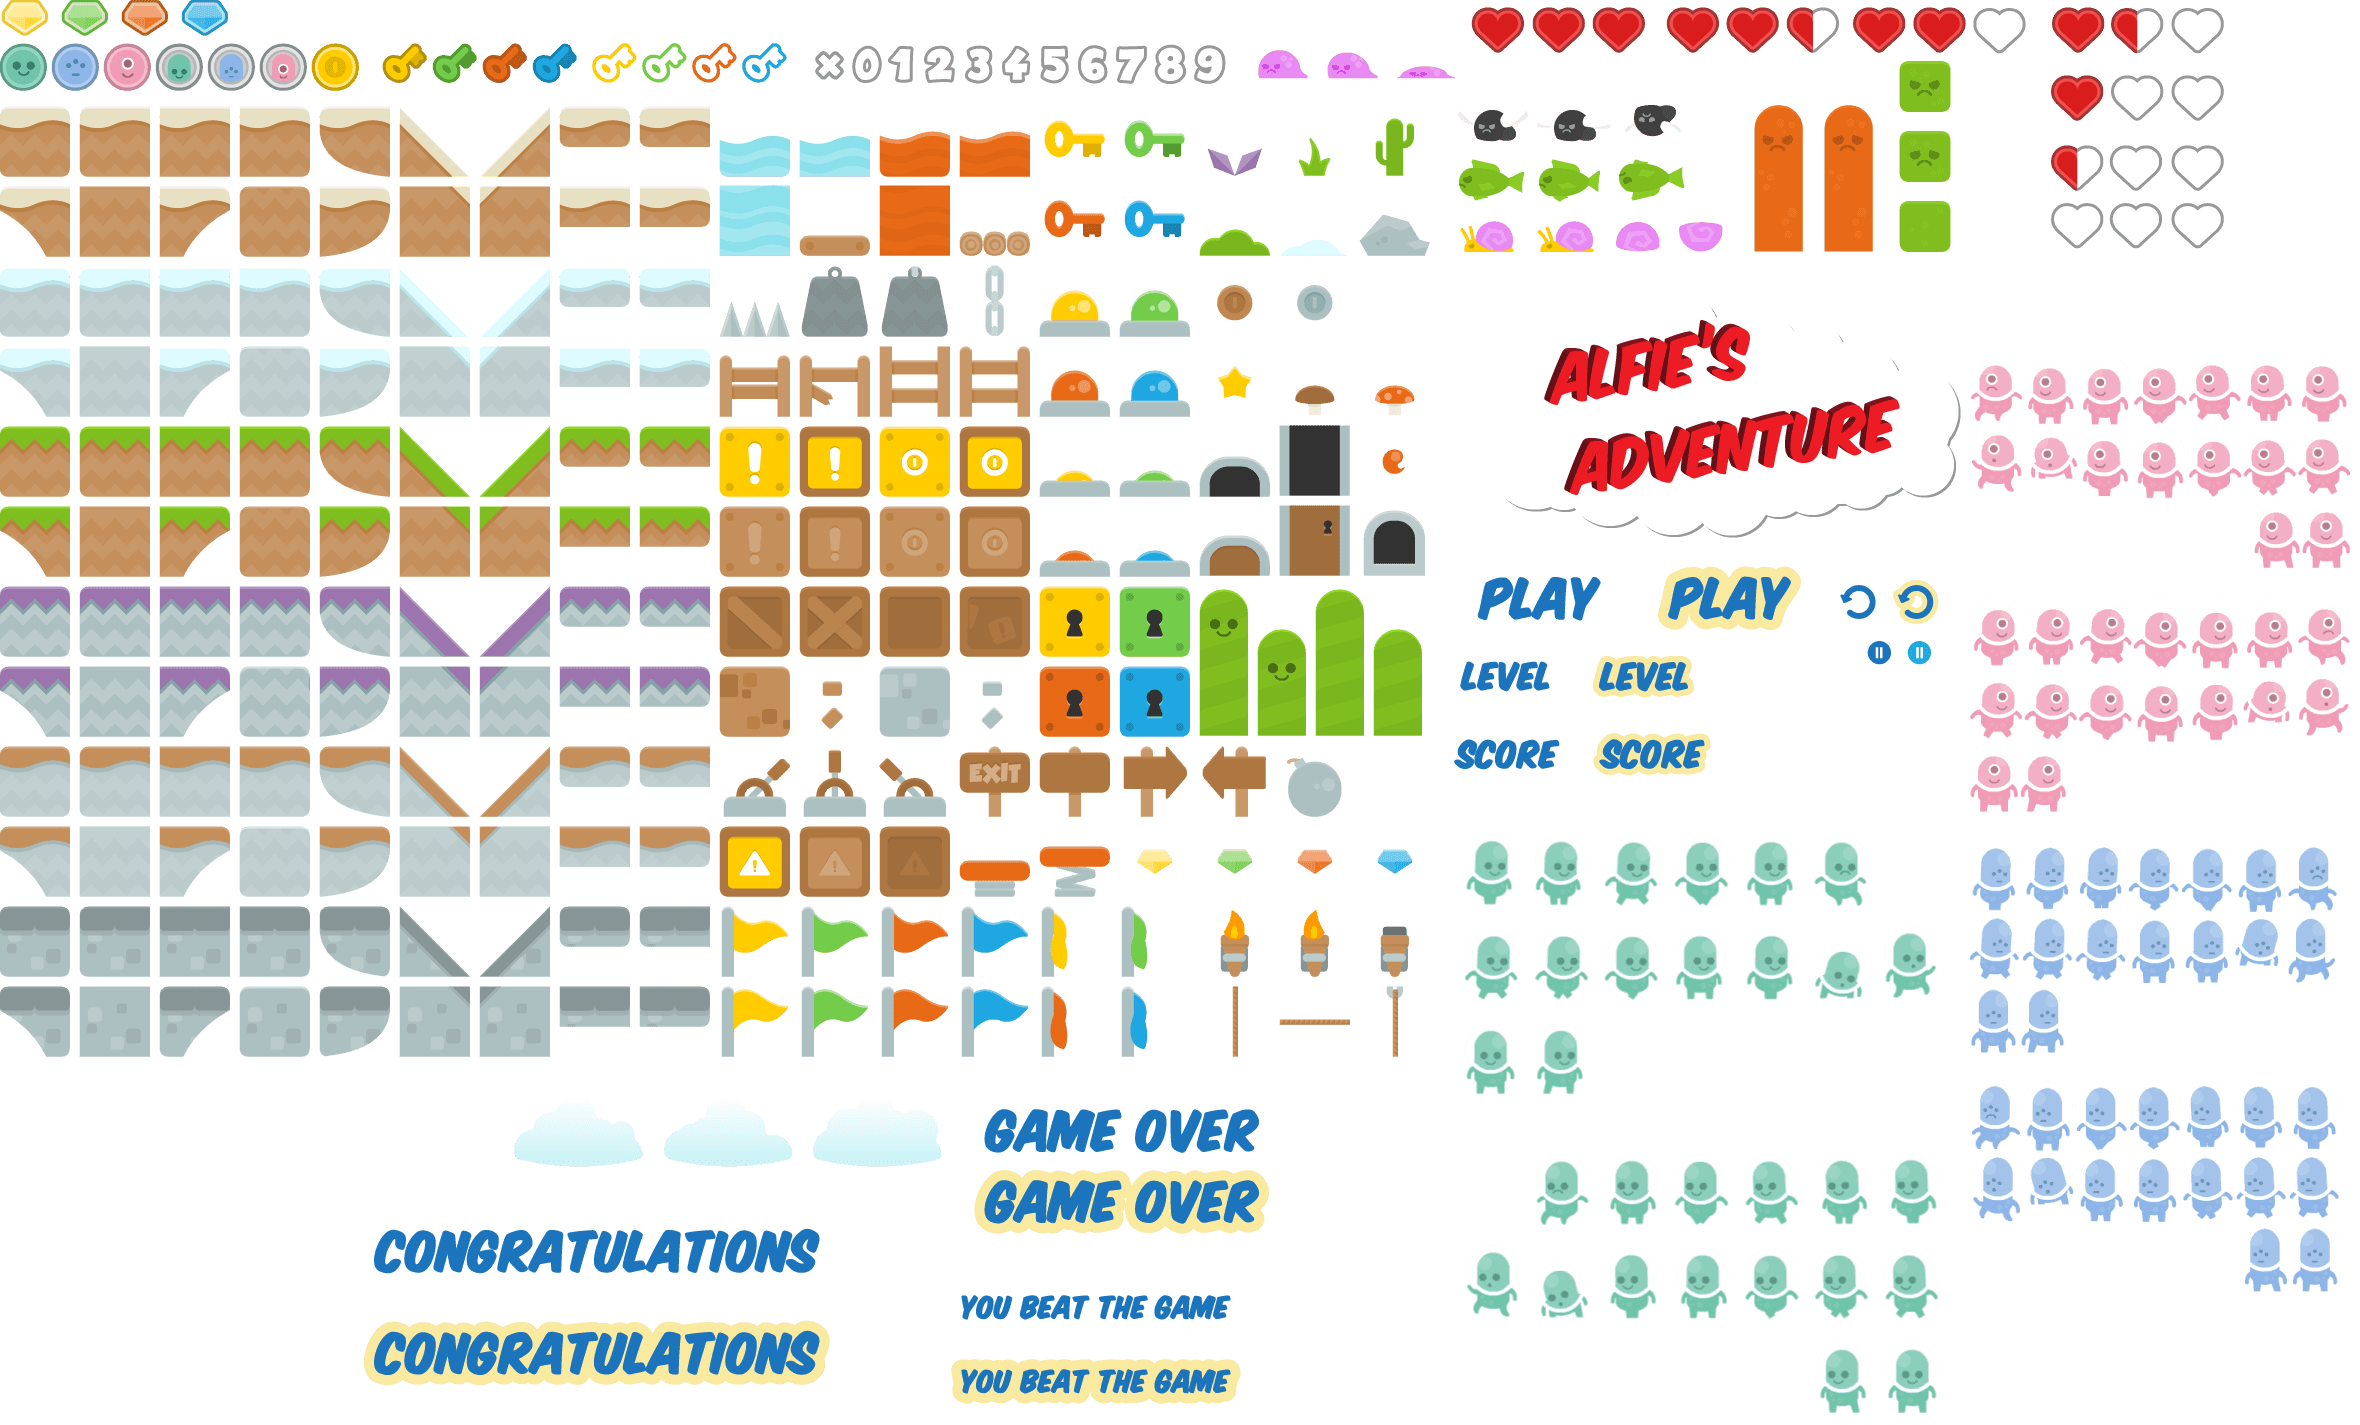 ×0123456789
ALFIE'S
ADVENTURE
PLAY PLAY
LEVEL LEVEL
SCORE SCORE
EXIT
GAME OVER
GAME OVER
CONGRATULATIONS
YOU BEAT THE GAME
CONGRATULATIONS
YOU BEAT THE GAME